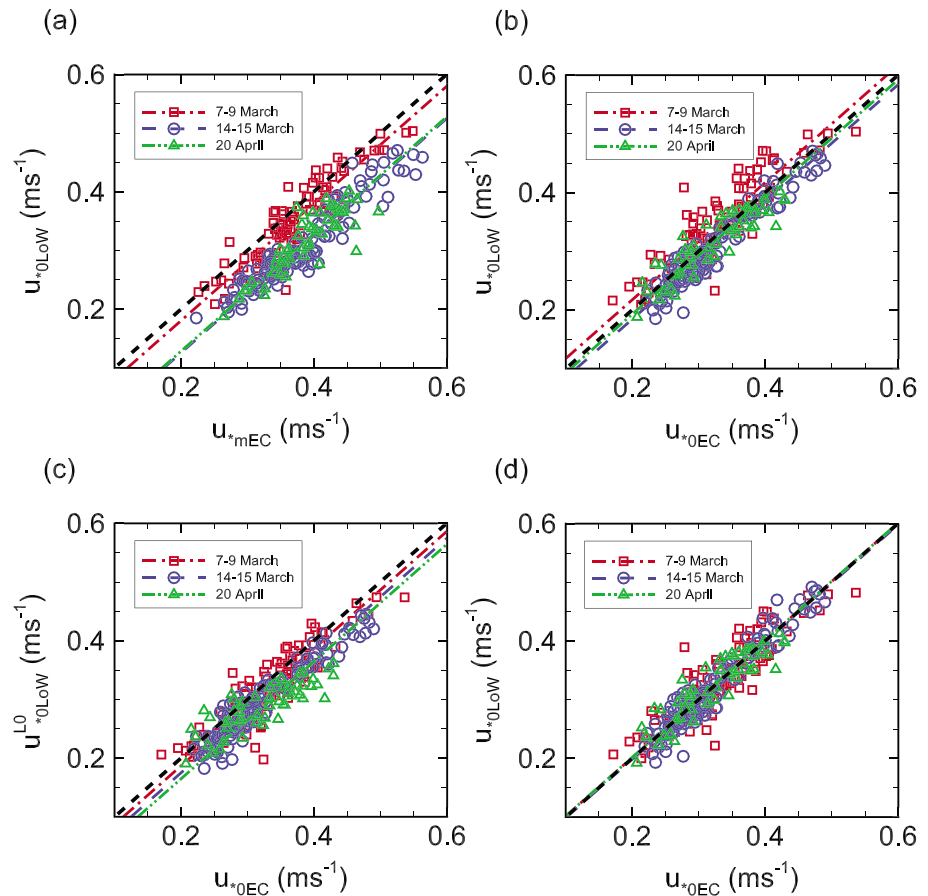 (a)
(b)
0.6
0.4
0.2
0.2 0.4 0.6
u*0LoW (ms-1)
u*mEC (ms-1)
7-9 March
14-15 March
20 April
0.6
0.4
0.2
0.2 0.4 0.6
u*0LoW (ms-1)
u*0EC (ms-1)
7-9 March
14-15 March
20 April
(c)
(d)
0.6
0.4
0.2
0.2 0.4 0.6
uL0*0LoW (ms-1)
u*0EC (ms-1)
7-9 March
14-15 March
20 April
0.6
0.4
0.2
0.2 0.4 0.6
u*0LoW (ms-1)
u*0EC (ms-1)
7-9 March
14-15 March
20 April